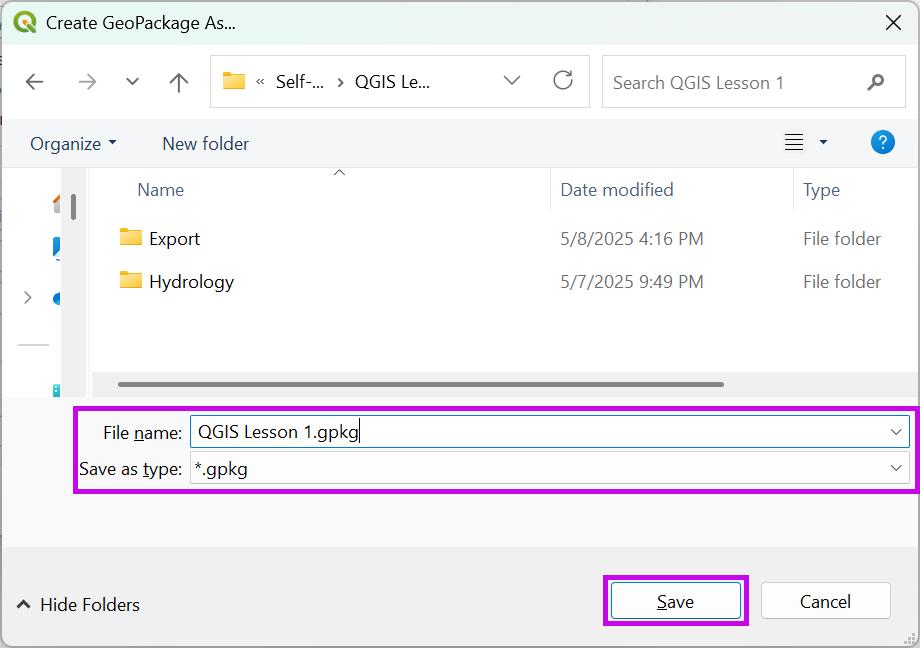 Create GeoPackage As...
« Self-... › QGIS Le...
Search QGIS Lesson 1
Organize New folder
?
Name Date modified Type
Export 5/8/2025 4:16 PM File folder
Hydrology 5/7/2025 9:49 PM File folder
File name: QGIS Lesson 1.gpkg
Save as type: *.gpkg
Hide Folders Save Cancel